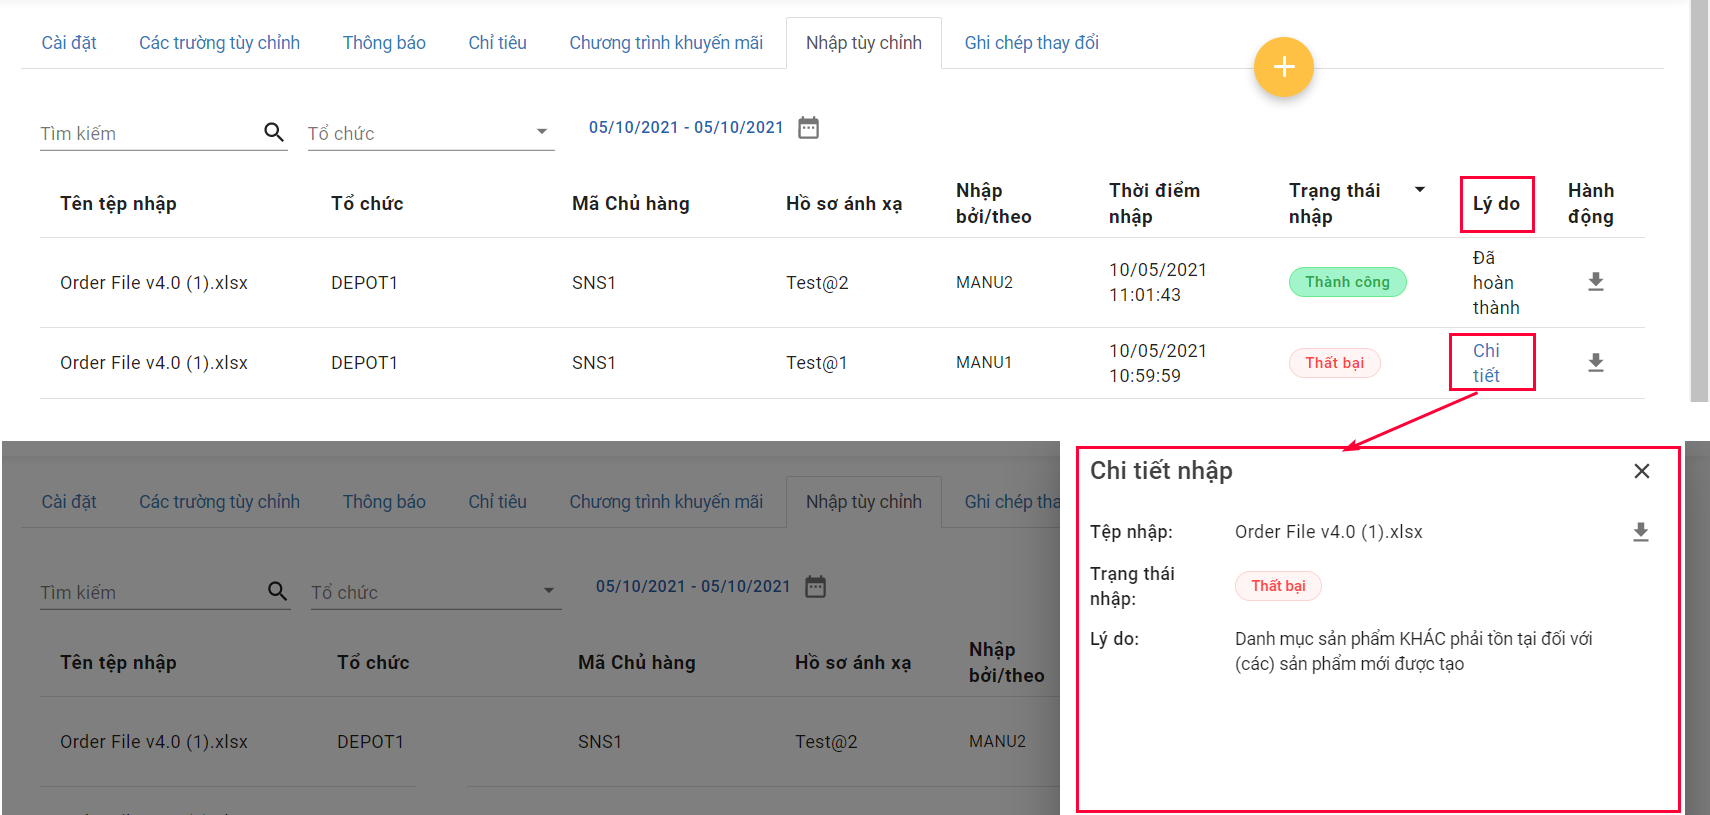 Cài đặt Các trường tùy chỉnh Thông báo Chỉ tiêu Chương trình khuyến mãi Nhập tùy chỉnh Ghi chép thay đổi
Tìm kiếm Tổ chức 05/10/2021 - 05/10/2021
Tên tệp nhập Tổ chức Mã Chủ hàng Hồ sơ ánh xạ Nhập bởi/theo Thời điểm nhập Trạng thái nhập Lý do Hành động
Order File v4.0 (1).xlsx DEPOT1 SNS1 Test@2 MANU2 10/05/2021 11:01:43 Thành công Đã hoàn thành
Order File v4.0 (1).xlsx DEPOT1 SNS1 Test@1 MANU1 10/05/2021 10:59:59 Thất bại Chi tiết
Cài đặt Các trường tùy chỉnh Thông báo Chỉ tiêu Chương trình khuyến mãi Nhập tùy chỉnh Ghi chép tha
Tìm kiếm Tổ chức 05/10/2021 - 05/10/2021
Tên tệp nhập Tổ chức Mã Chủ hàng Hồ sơ ánh xạ Nhập bởi/theo
Order File v4.0 (1).xlsx DEPOT1 SNS1 Test@2 MANU2
Chi tiết nhập
Tệp nhập: Order File v4.0 (1).xlsx
Trạng thái nhập: Thất bại
Lý do: Danh mục sản phẩm KHÁC phải tồn tại đối với
(các) sản phẩm mới được tạo